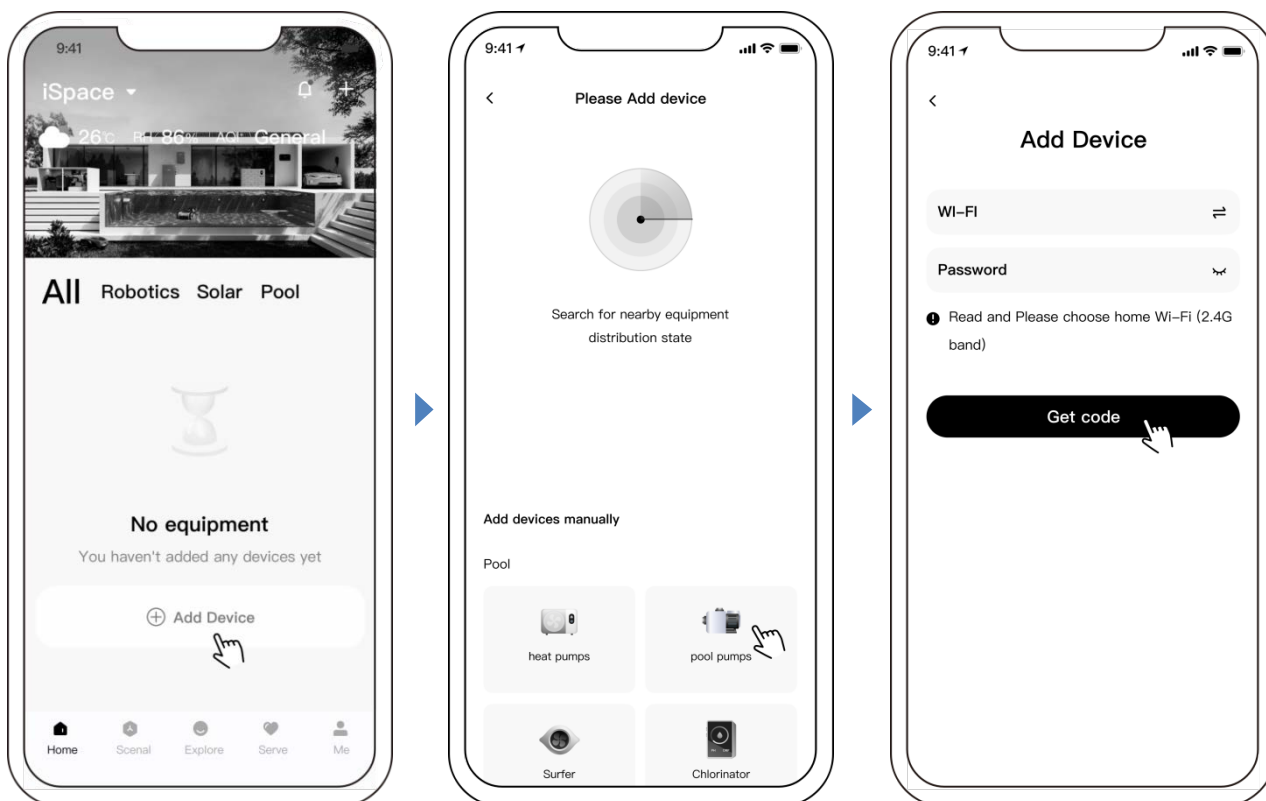 9:41
iSpace
26°C RH 86% AQI General
All Robotics Solar Pool
No equipment
You haven't added any devices yet
Add Device
Home Scenal Explore Serve Me
9:41
Please Add device
Search for nearby equipment
distribution state
Add devices manually
Pool
heat pumps pool pumps
Surfer Chlorinator
9:41
Add Device
WI-FI
Password
Read and Please choose home Wi-Fi (2.4G
band)
Get code